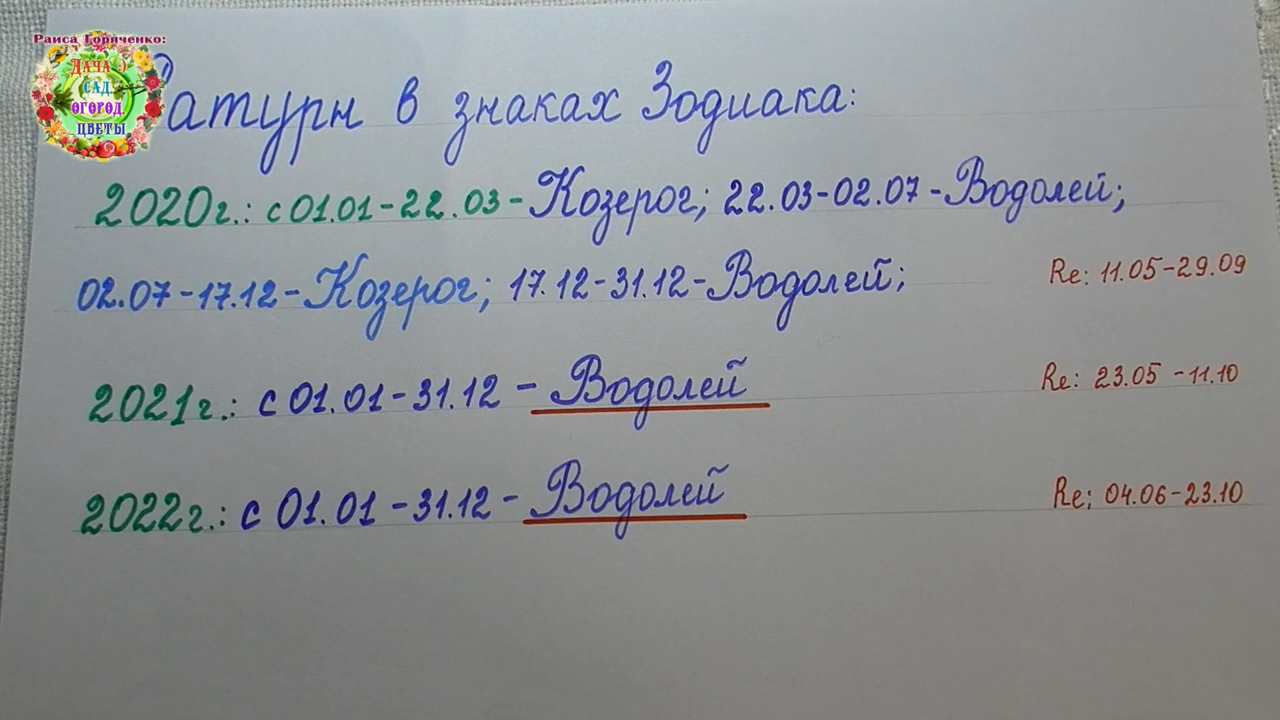 Раиса Горяченко:
Дача :)
сад,
огород,
цветы
Сатурн в знаках Зодиака:
2020г.: с 01.01-22.03-Козерог; 22.03-02.07-Водолей;
02.07-17.12-Козерог; 17.12-31.12-Водолей; Re: 11.05-29.09
2021г.: с 01.01-31.12 - Водолей Re: 23.05-11.10
2022г.: с 01.01-31.12 - Водолей Re: 04.06-23.10